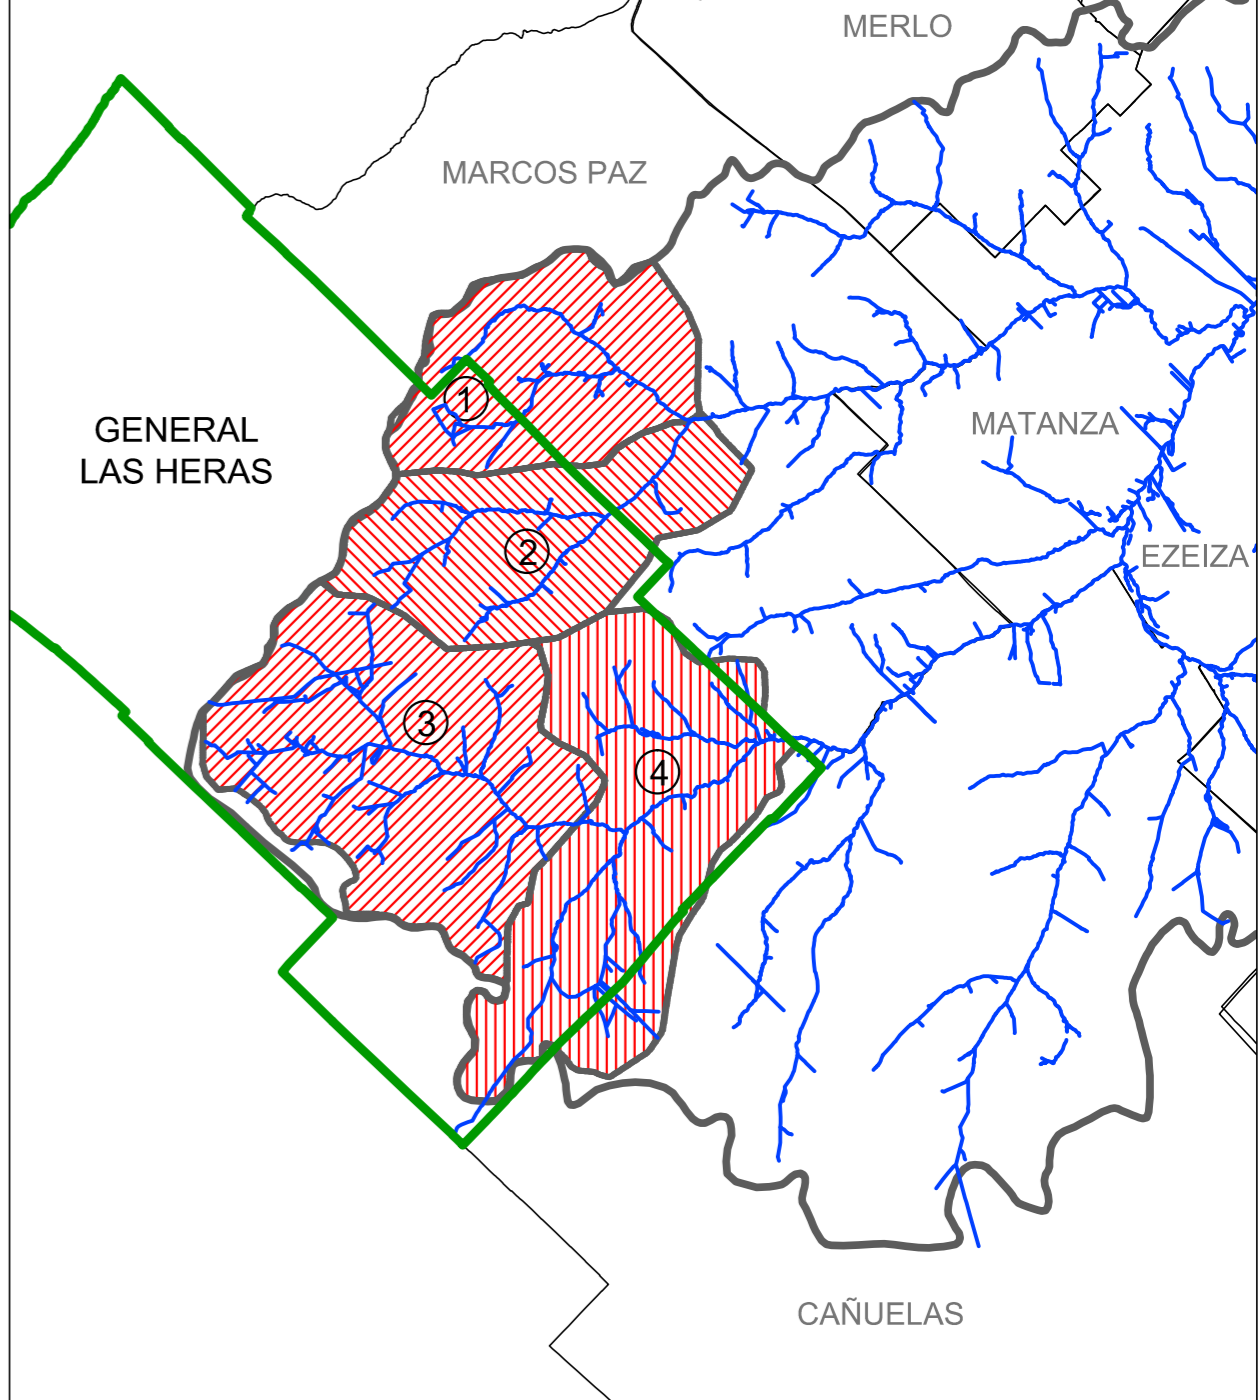 MERLO
MARCOS PAZ
GENERAL
LAS HERAS
1
MATANZA
2
EZEIZA
3
4
CAÑUELAS